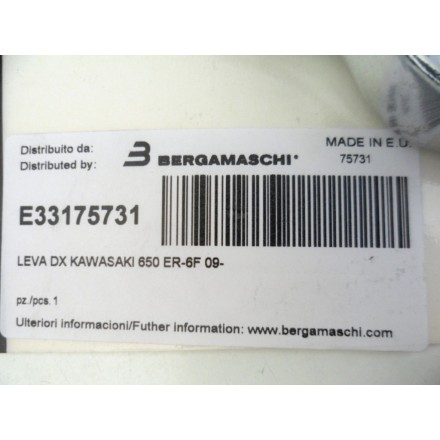 Distribuito da:
Distributed by:
BERGAMASCHI
MADE IN E.U.
75731
E33175731
LEVA DX KAWASAKI 650 ER-6F 09-
pz./pcs. 1
Ulteriori informacioni/Futher information: www.bergamaschi.com